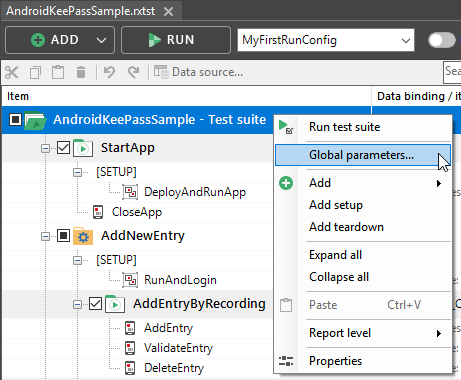 AndroidKeePassSample.rxtst
ADD
RUN
MyFirstRunConfig
Data source...
Sea
Item
Data binding / it
AndroidKeePassSample - Test suite
Run test suite
StartApp
Global parameters...
[SETUP]
DeployAndRunApp
Add
CloseApp
Add setup
Add teardown
AddNewEntry
Expand all
[SETUP]
Collapse all
RunAndLogin
Paste Ctrl+V
AddEntryByRecording
AddEntry
Report level
ValidateEntry
Properties
DeleteEntry